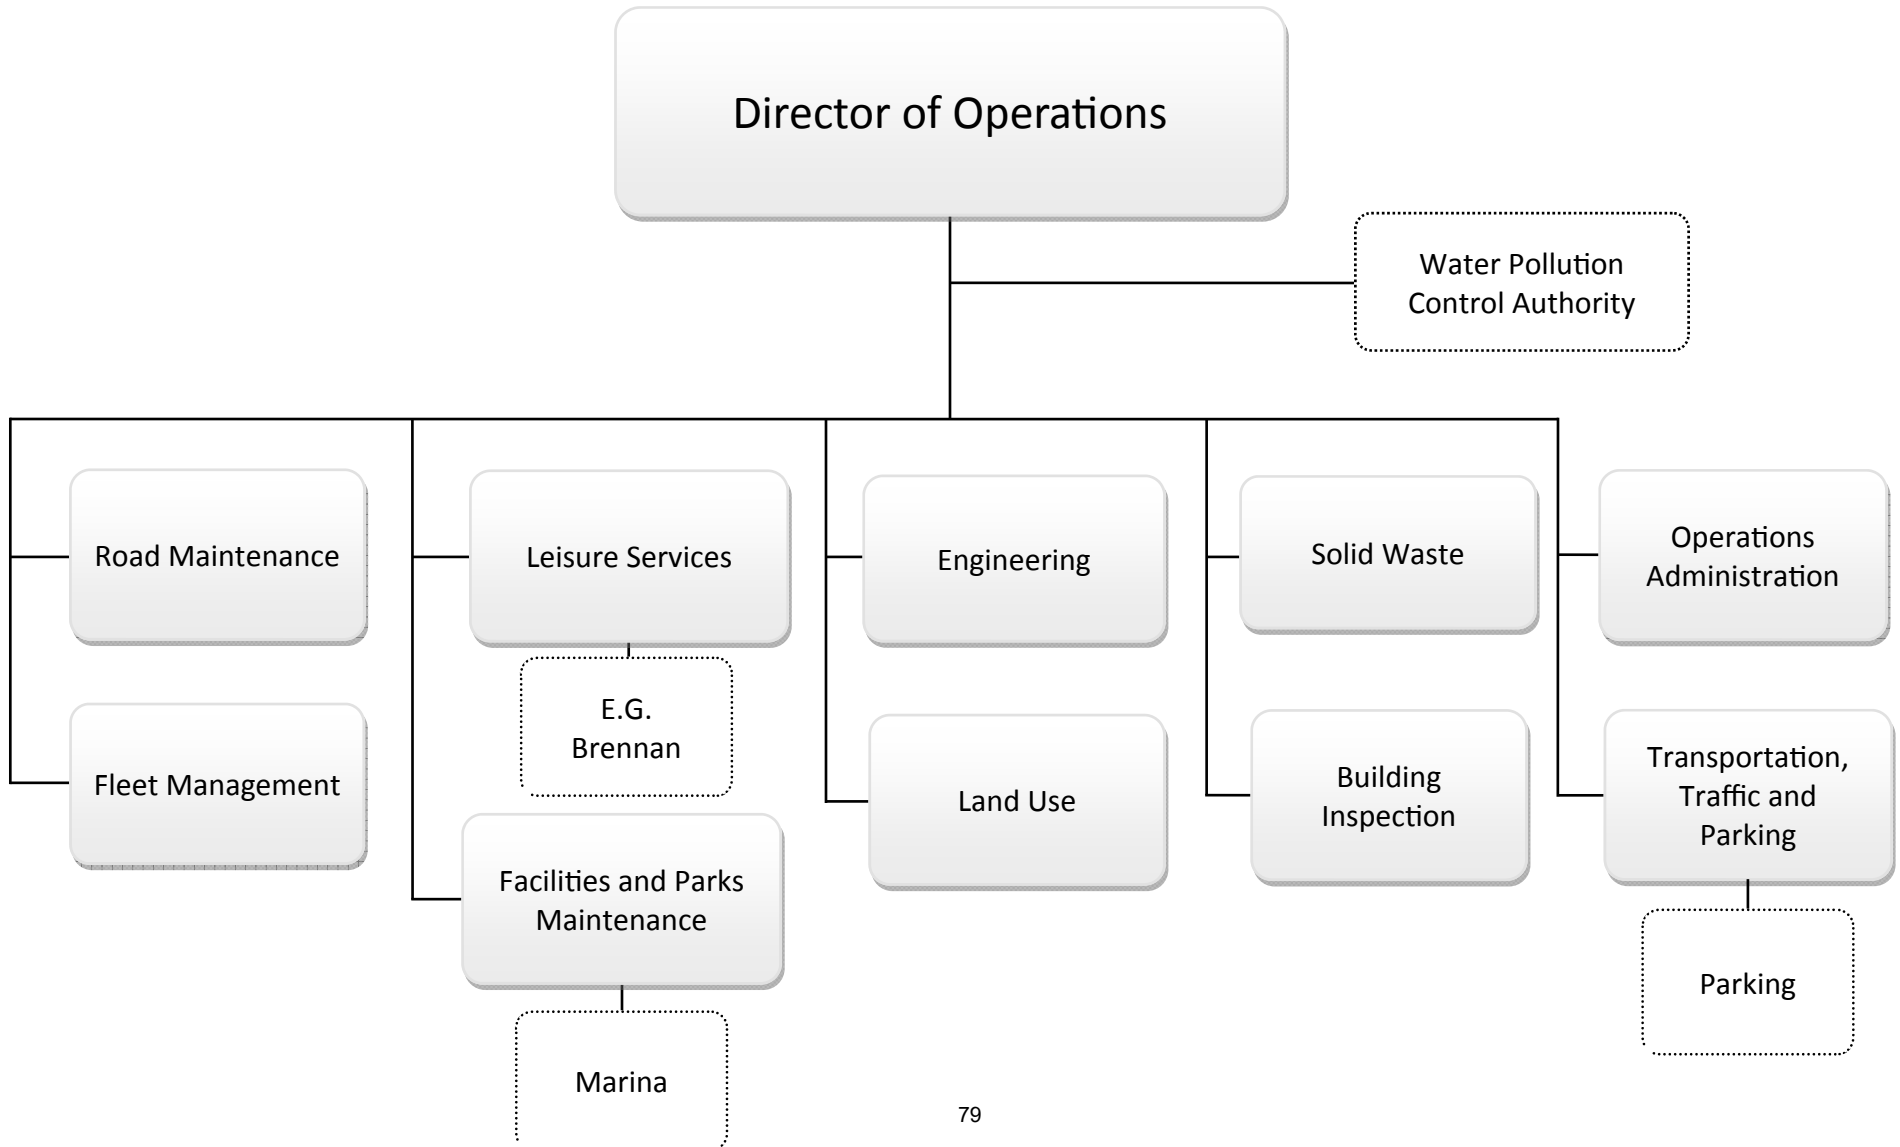 Director of Operations
Water Pollution
Control Authority
Road Maintenance
Leisure Services
Engineering
Solid Waste
Operations
Administration
E.G.
Brennan
Fleet Management
Land Use
Building
Inspection
Transportation,
Traffic and
Parking
Facilities and Parks
Maintenance
Parking
Marina
79